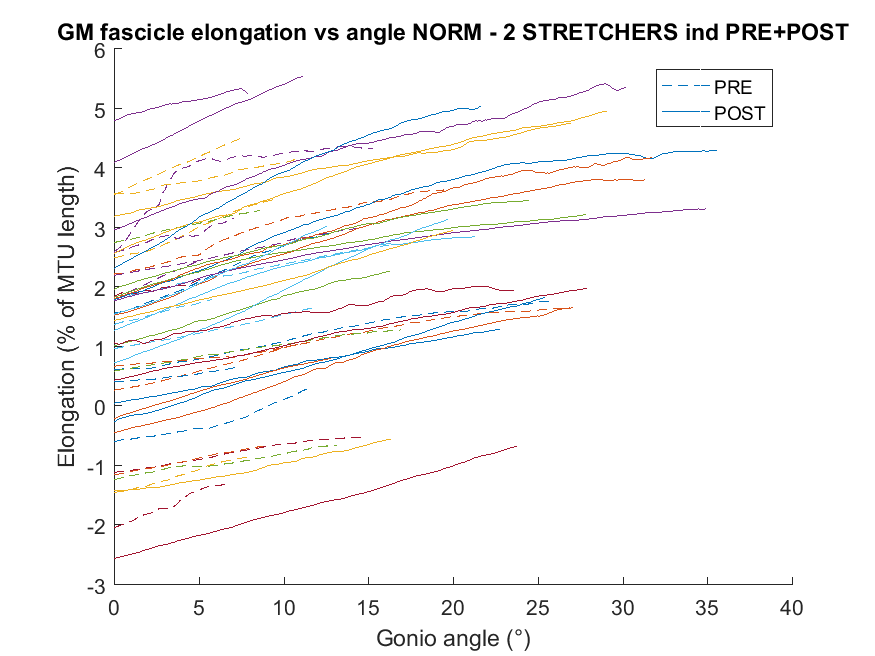 GM fascicle elongation vs angle NORM - 2 STRETCHERS ind PRE+POST
6
5
4
3
2
1
0
-1
-2
-3
Elongation (% of MTU length)
PRE
POST
0 5 10 15 20 25 30 35 40
Gonio angle (°)